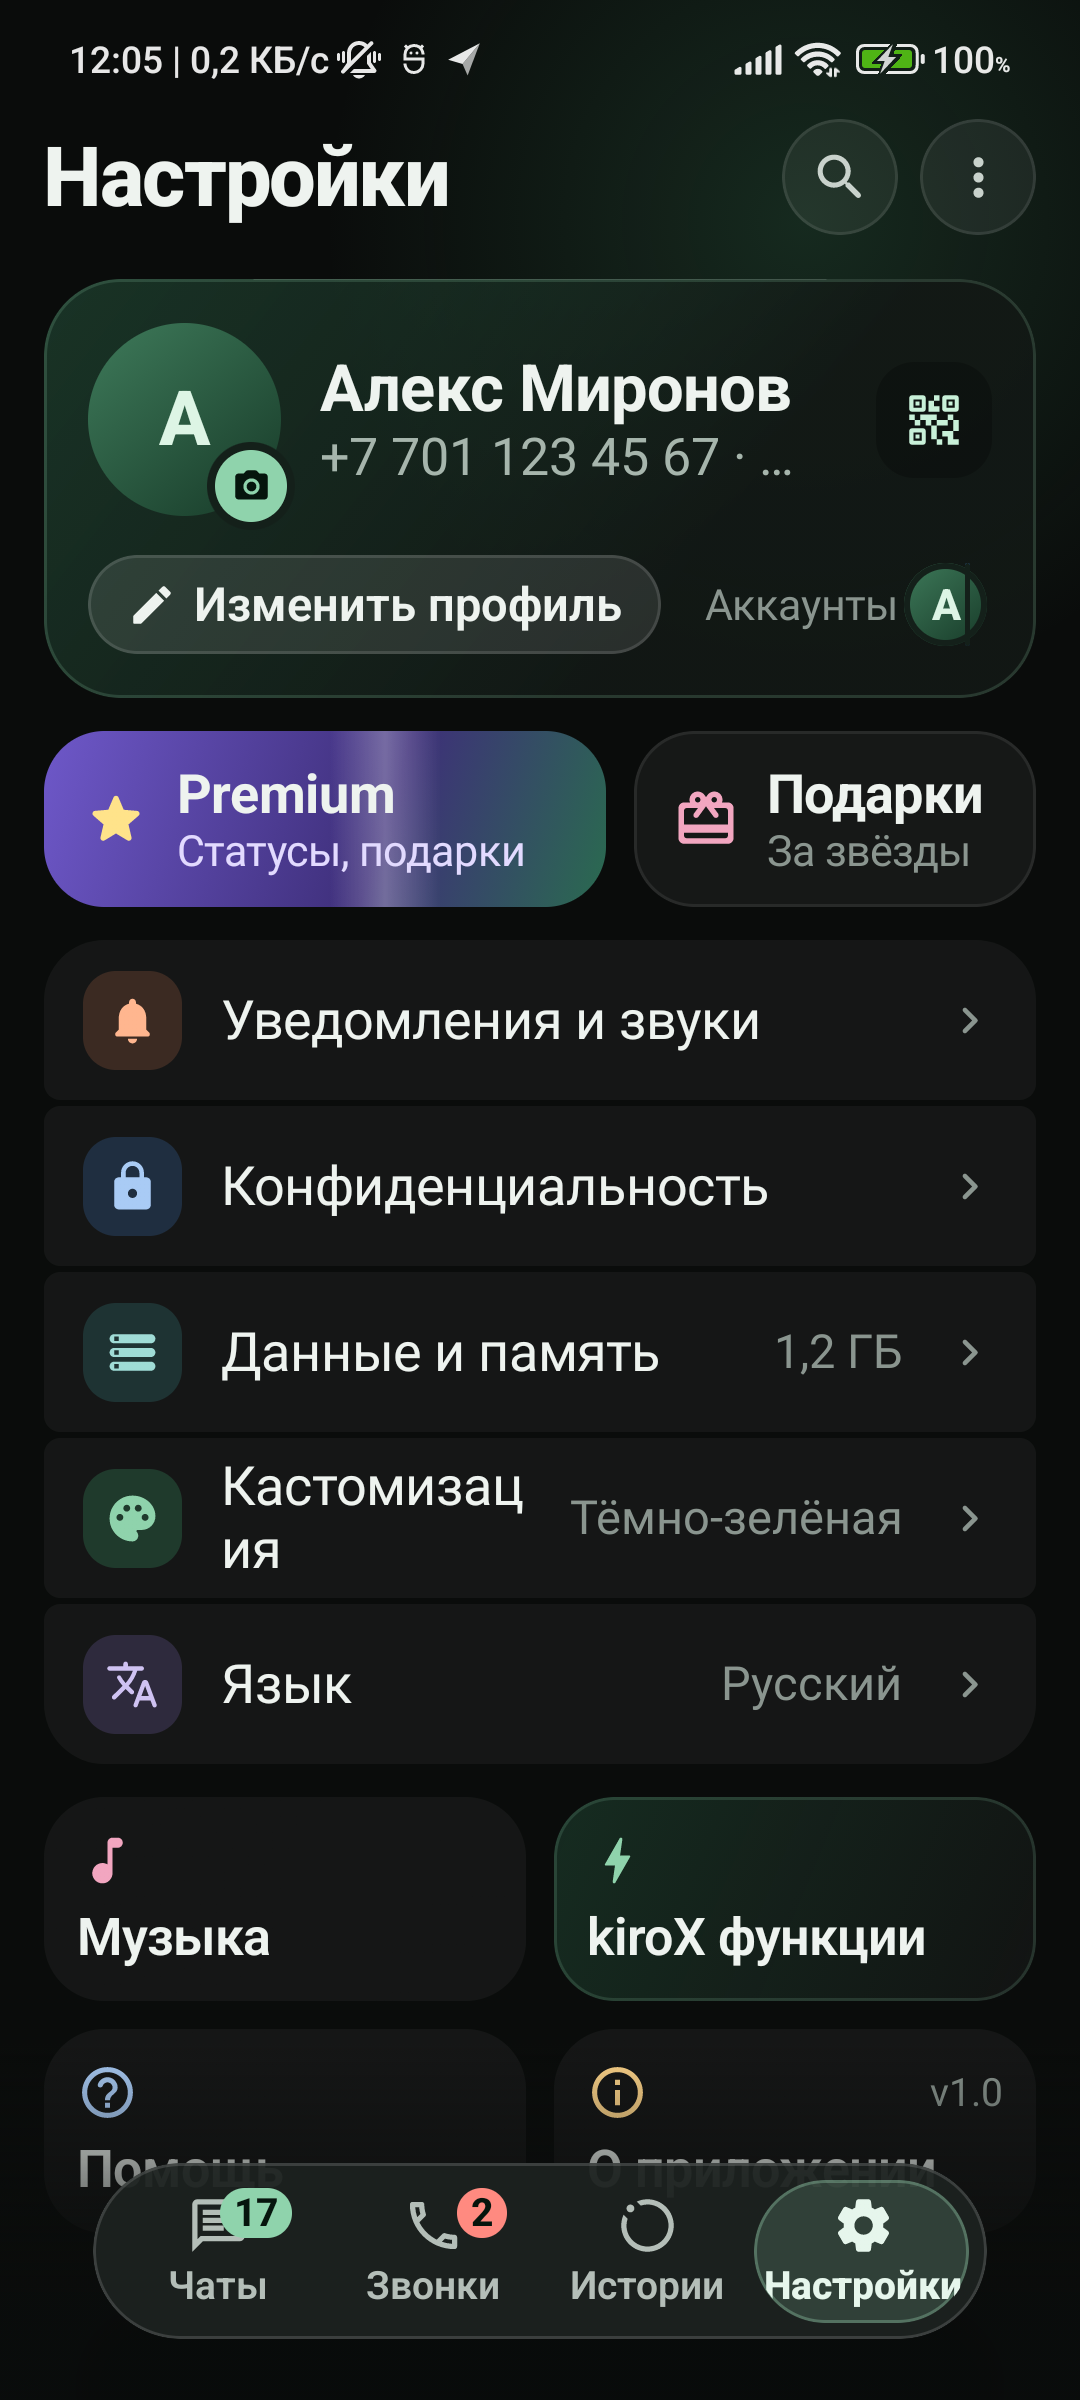 12:05 | 0,2 КБ/с
100%
Настройки
А
Алекс Миронов
+7 701 123 45 67 · ...
Изменить профиль
Аккаунты
А
Premium
Статусы, подарки
Подарки
За звёзды
Уведомления и звуки
Конфиденциальность
Данные и память
1,2 ГБ
Кастомизац
ия
Тёмно-зелёная
Язык
Русский
Музыка
kiroX функции
v1.0
Помощь
О приложении
17
2
Чаты
Звонки
Истории
Настройки